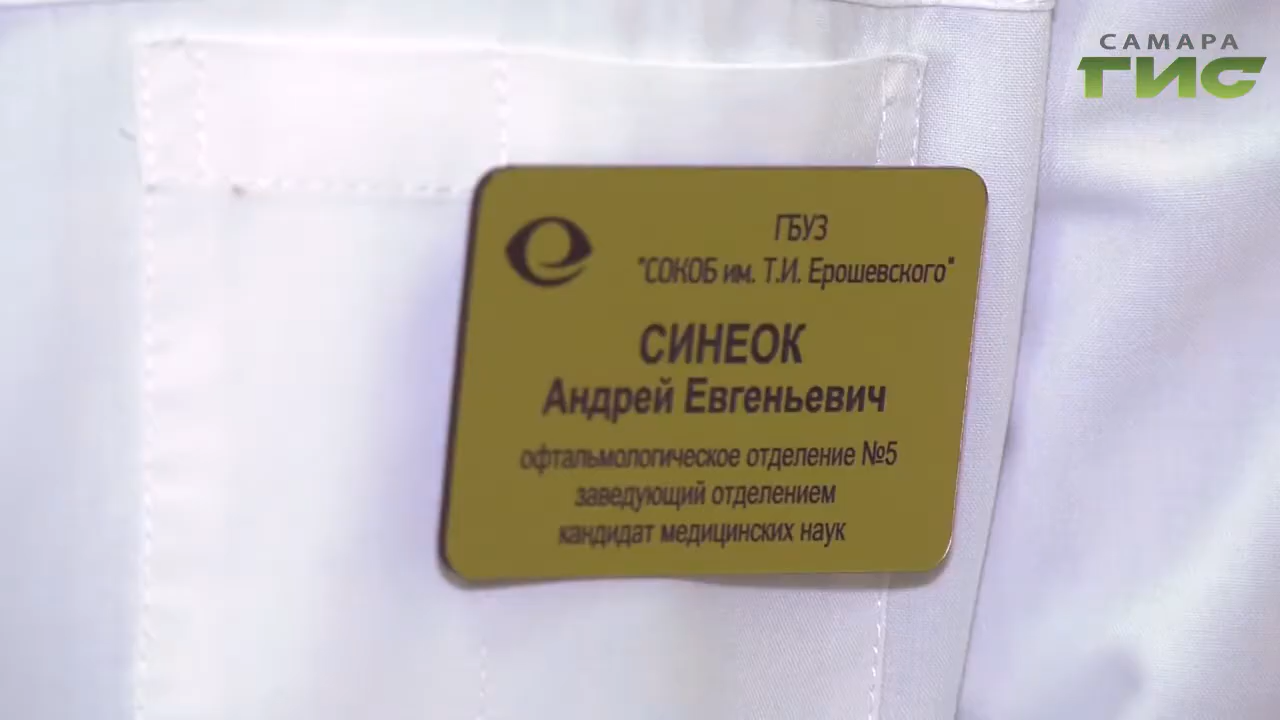 САМАРА
ГИС
ГБУЗ
"СОКОБ им. Т.И. Ерошевского"
СИНЕОК
Андрей Евгеньевич
офтальмологическое отделение №5
заведующий отделением
кандидат медицинских наук